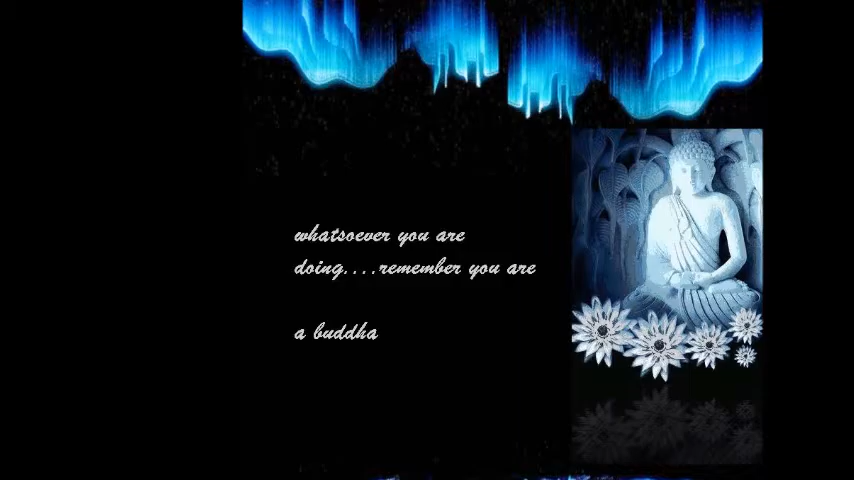 whatsoever you are
doing....remember you are
a buddha